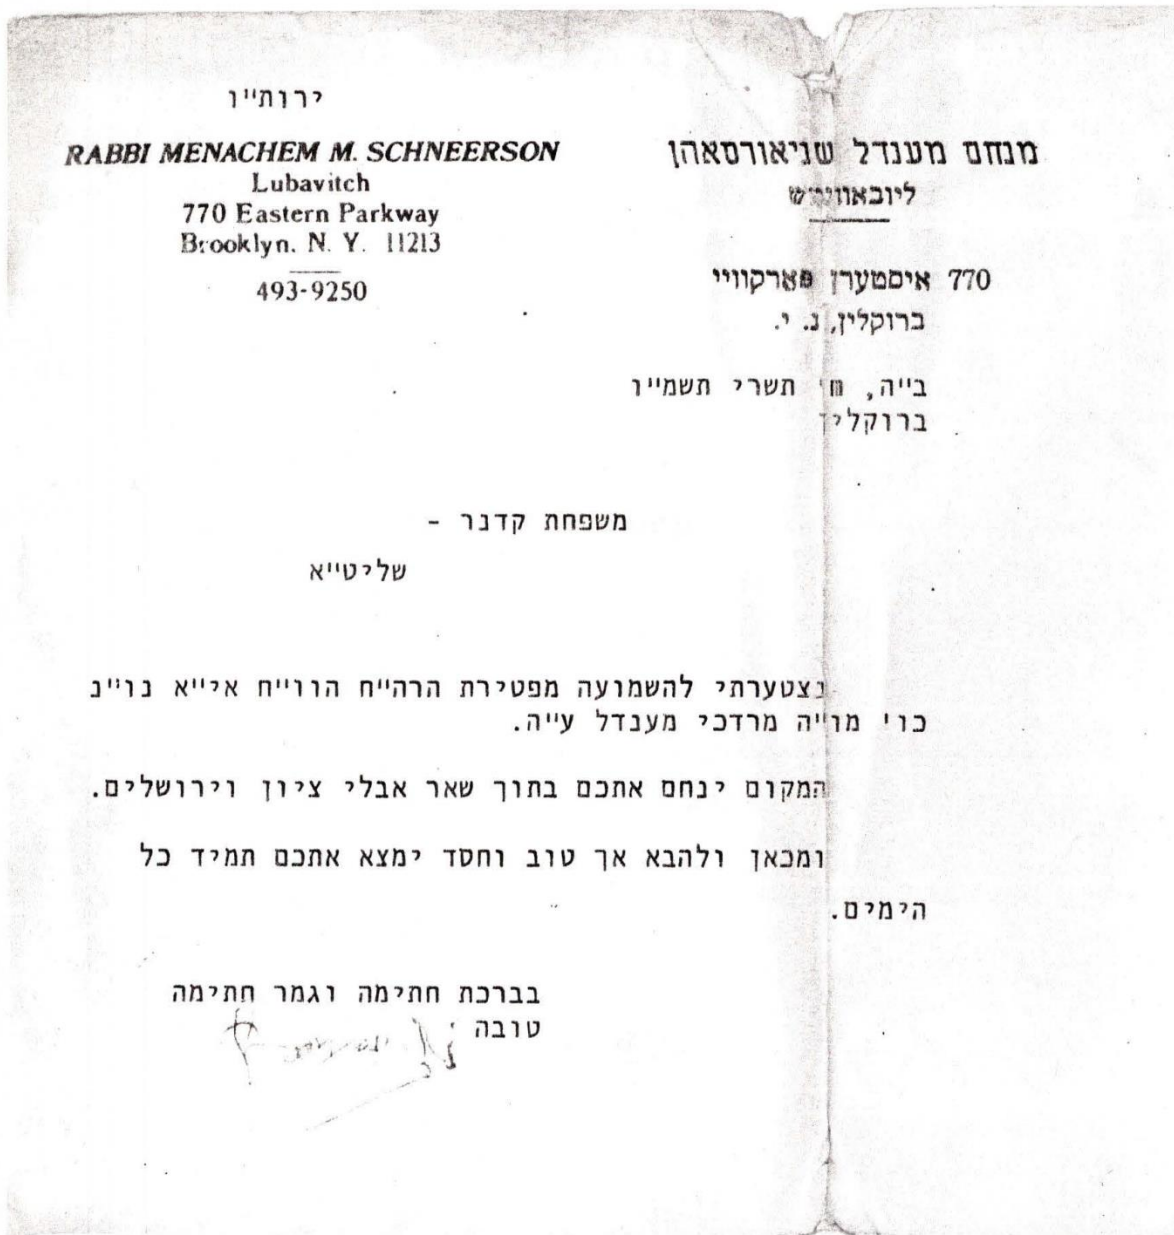 ירות״ו
RABBI MENACHEM M. SCHNEERSON
Lubavitch
770 Eastern Parkway
Brooklyn, N. Y. 11213
493-9250
מנחם מענדל שניאורסאהן
ליובאוויטש
770 איסטערן פארקוויי
ברוקלין, נ. י.
ב״ה, ח׳ תשרי תשמ״ו
ברוקלין
משפחת קדנר -
שליט״א
נצטערתי להשמועה מפטירת הרה״ח הוו״ח אי״א נו״נ
כו׳ מו״ה מרדכי מענדל ע״ה.
המקום ינחם אתכם בתוך שאר אבלי ציון וירושלים.
ומכאן ולהבא אך טוב וחסד ימצא אתכם תמיד כל
הימים.
בברכת חתימה וגמר חתימה
טובה